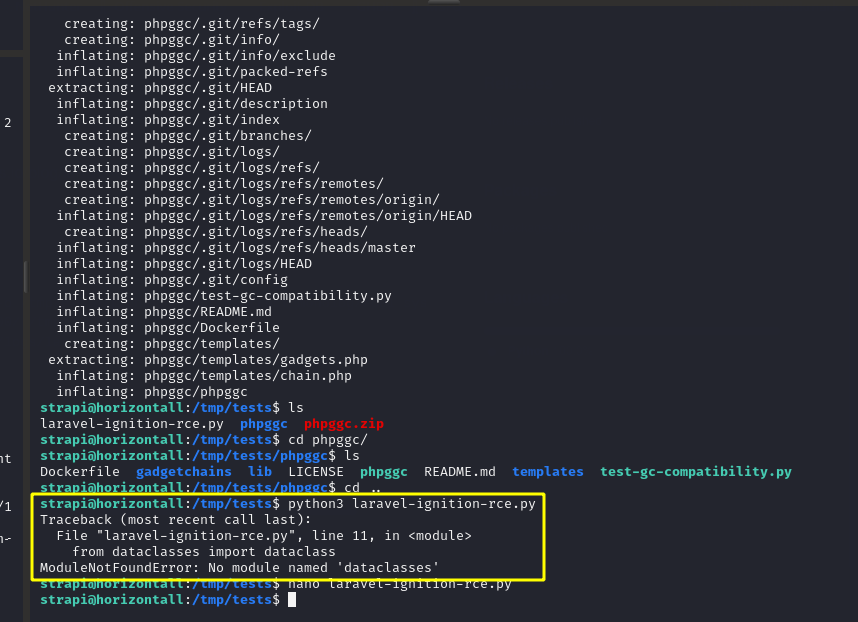 creating: phpggc/.git/refs/tags/
creating: phpggc/.git/info/
inflating: phpggc/.git/info/exclude
inflating: phpggc/.git/packed-refs
extracting: phpggc/.git/HEAD
inflating: phpggc/.git/description
inflating: phpggc/.git/index
creating: phpggc/.git/branches/
2
creating: phpggc/.git/logs/
creating: phpggc/.git/logs/refs/
creating: phpggc/.git/logs/refs/remotes/
creating: phpggc/.git/logs/refs/remotes/origin/
inflating: phpggc/.git/logs/refs/remotes/origin/HEAD
creating: phpggc/.git/logs/refs/heads/
inflating: phpggc/.git/logs/refs/heads/master
inflating: phpggc/.git/logs/HEAD
inflating: phpggc/.git/config
inflating: phpggc/test-gc-compatibility.py
inflating: phpggc/README.md
inflating: phpggc/Dockerfile
creating: phpggc/templates/
extracting: phpggc/templates/gadgets.php
inflating: phpggc/templates/chain.php
inflating: phpggc/phpggc
strapi@horizontall:/tmp/tests$ ls
laravel-ignition-rce.py phpggc phpggc.zip
strapi@horizontall:/tmp/tests$ cd phpggc/
strapi@horizontall:/tmp/tests/phpggc$ ls
nt
Dockerfile gadgetchains lib LICENSE phpggc README.md templates test-gc-compatibility.py
strapi@horizontall:/tmp/tests/phpggc$ cd ..
strapi@horizontall:/tmp/tests$ python3 laravel-ignition-rce.py
/1
Traceback (most recent call last):
File "laravel-ignition-rce.py", line 11, in <module>
n-
from dataclasses import dataclass
ModuleNotFoundError: No module named 'dataclasses'
strapi@horizontall:/tmp/tests$ nano laravel-ignition-rce.py
strapi@horizontall:/tmp/tests$